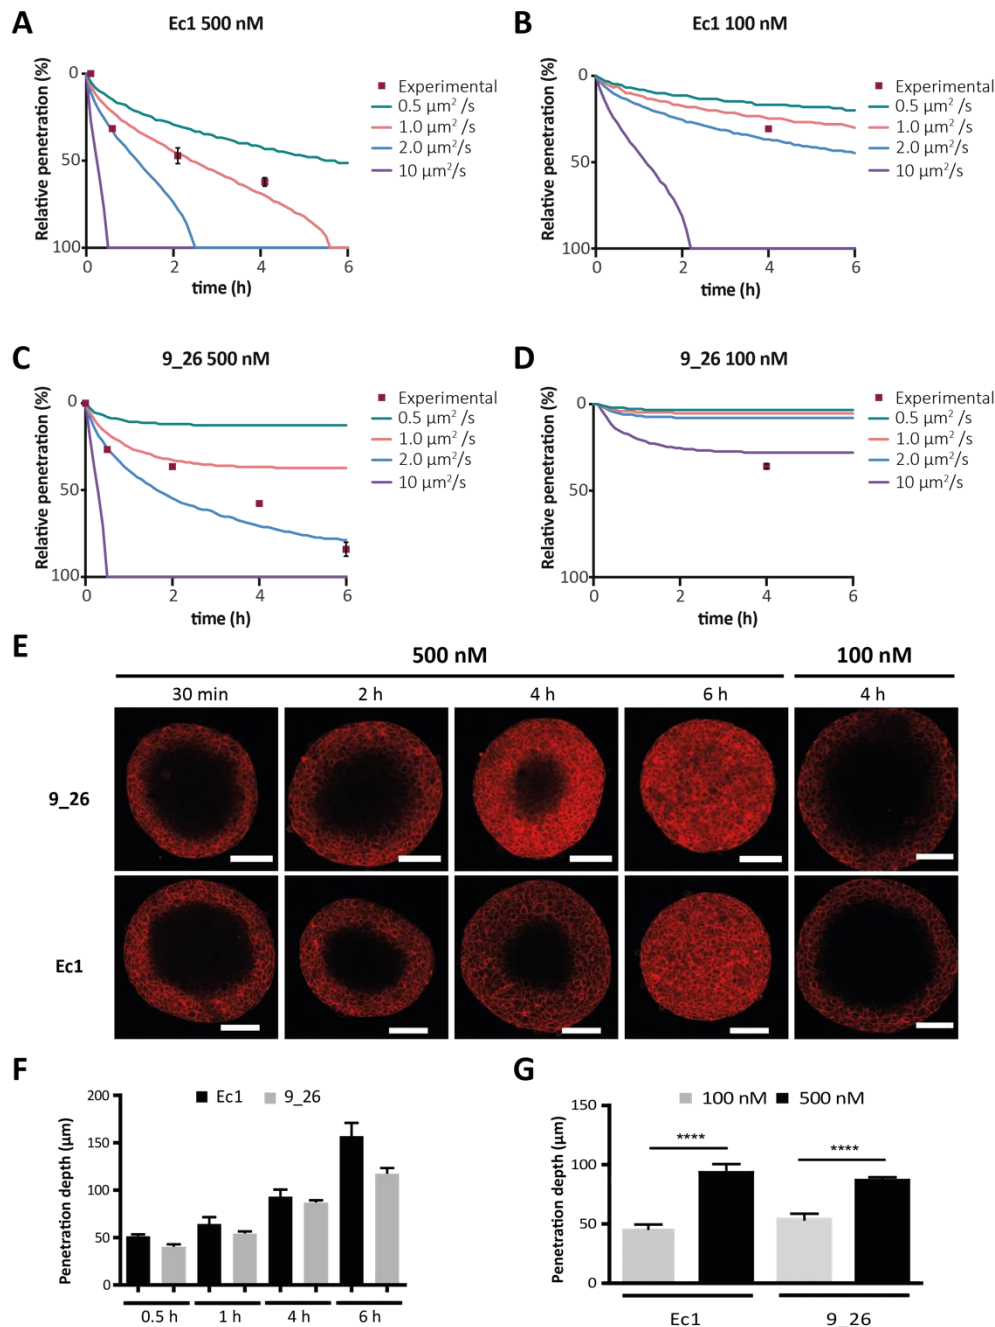 A
Ec1 500 nM
Relative penetration (%)
0
50
100
0
2
4
6
time (h)
Experimental
0.5 µm² /s
1.0 µm² /s
2.0 µm²/s
10 µm²/s
B
Ec1 100 nM
Relative penetration (%)
0
50
100
0
2
4
6
time (h)
Experimental
0.5 µm² /s
1.0 µm² /s
2.0 µm²/s
10 µm²/s
C
9_26 500 nM
Relative penetration (%)
0
50
100
0
2
4
6
time (h)
Experimental
0.5 µm² /s
1.0 µm² /s
2.0 µm²/s
10 µm²/s
D
9_26 100 nM
Relative penetration (%)
0
50
100
0
2
4
6
time (h)
Experimental
0.5 µm² /s
1.0 µm² /s
2.0 µm²/s
10 µm²/s
E
500 nM
100 nM
30 min
2 h
4 h
6 h
4 h
9_26
Ec1
F
Ec1
9_26
Penetration depth (µm)
200
150
100
50
0
0.5 h
1 h
4 h
6 h
G
100 nM
500 nM
Penetration depth (µm)
150
100
50
0
****
****
Ec1
9_26